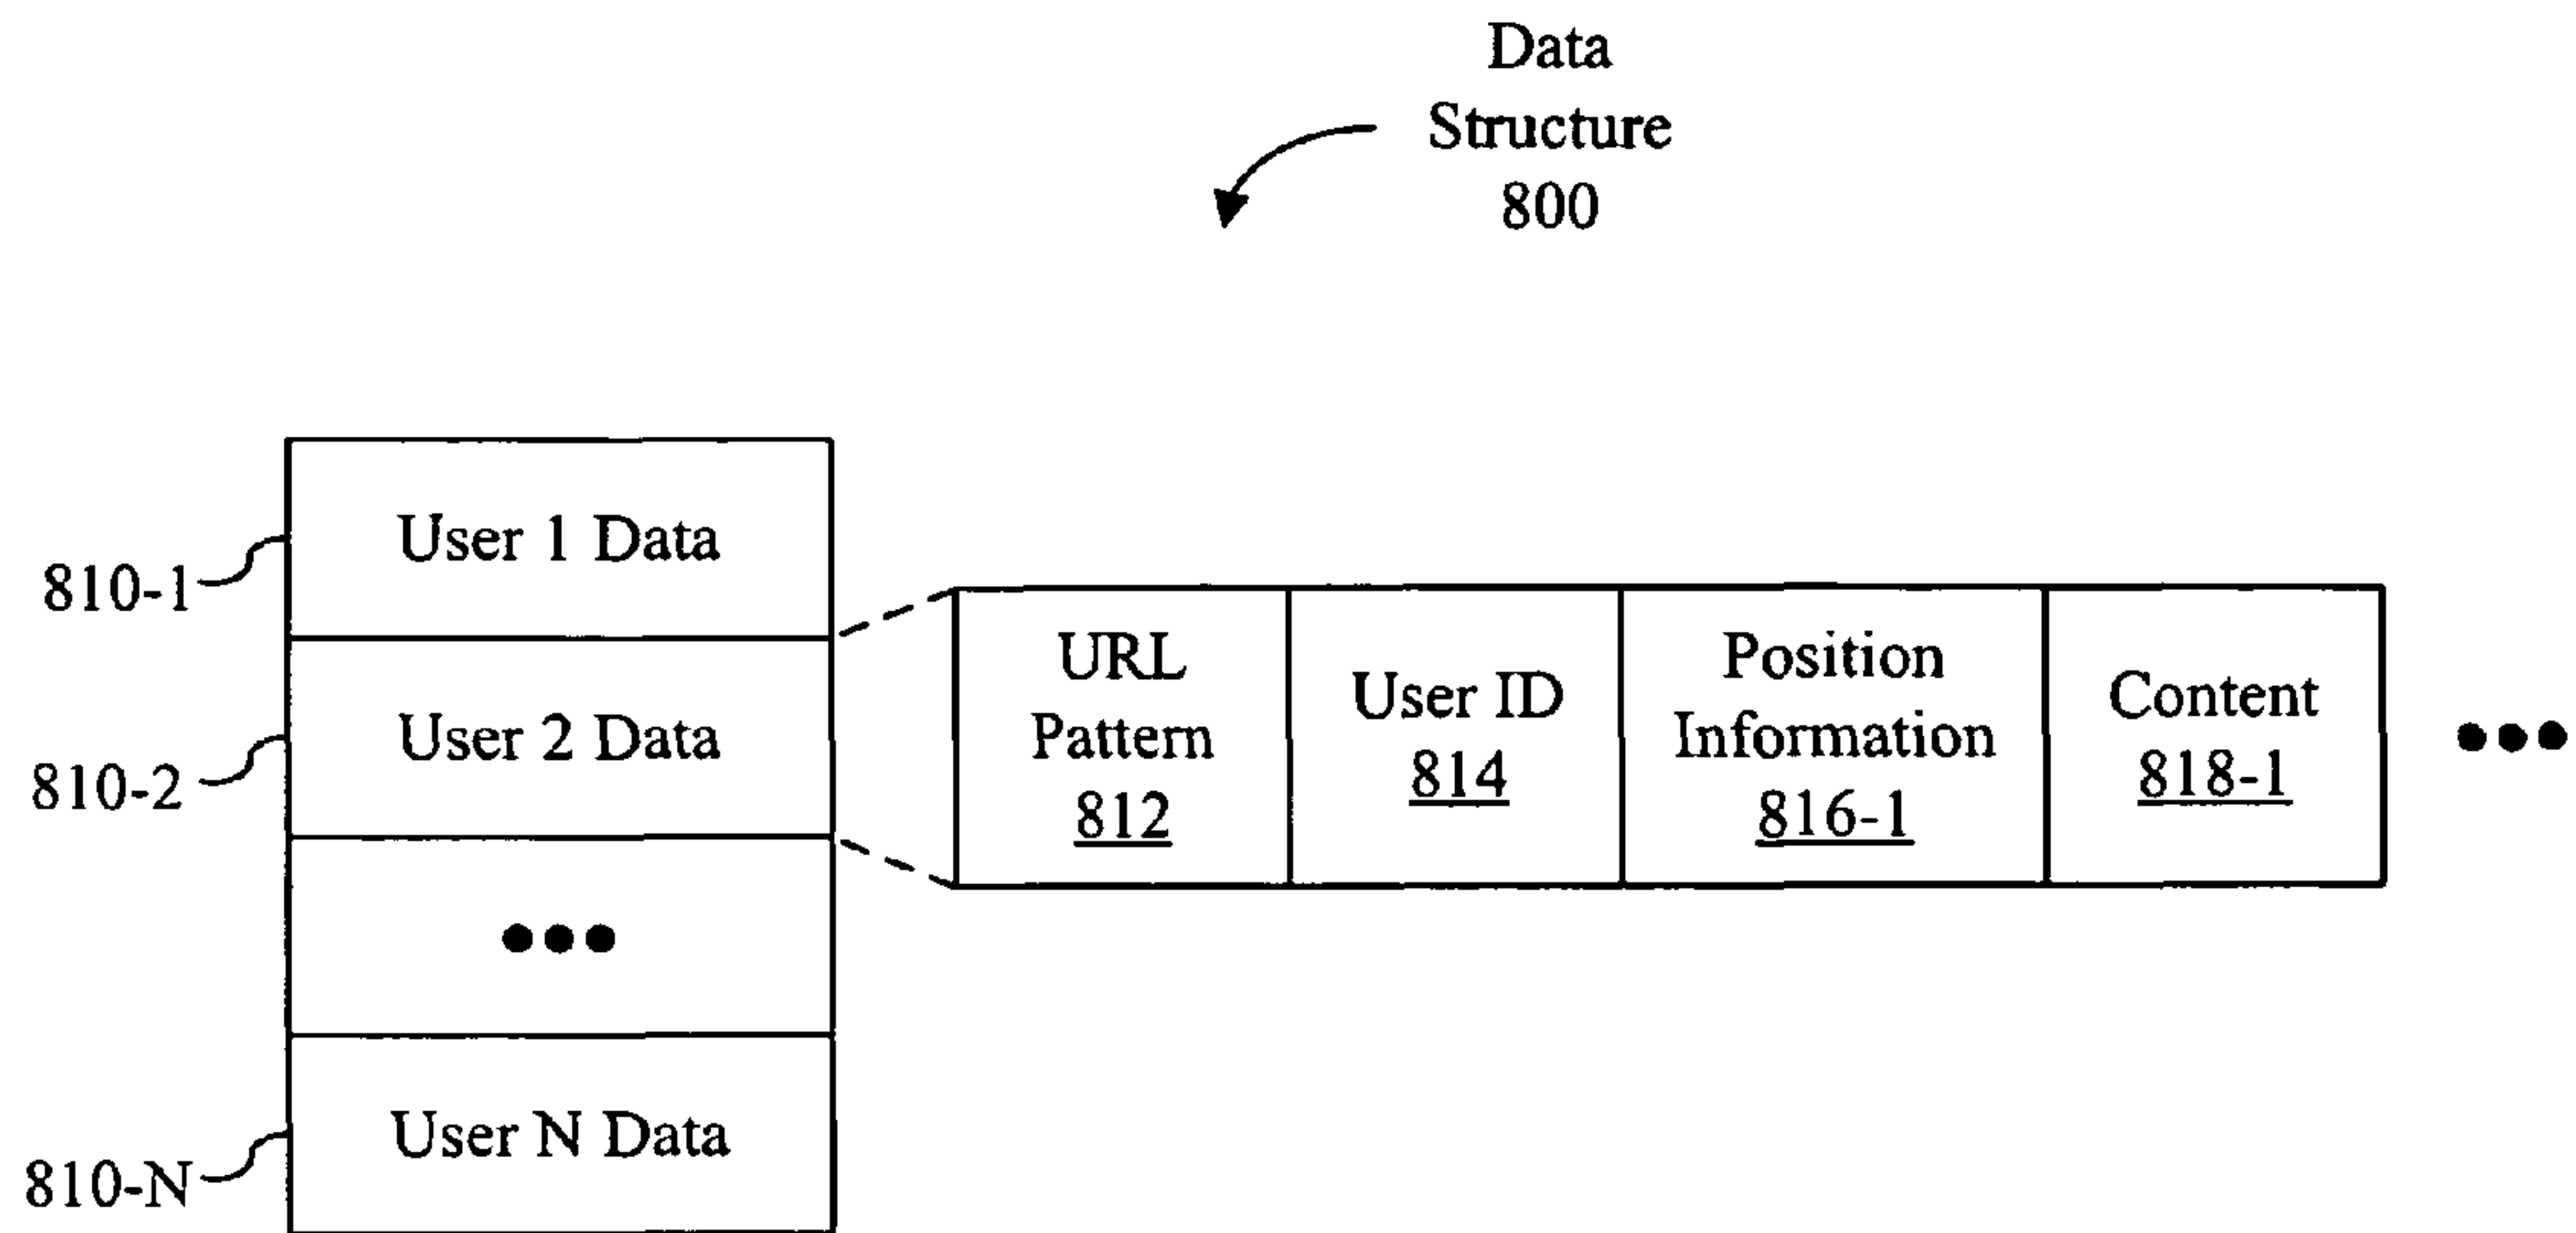 Data
Structure
800
User 1 Data
810-1
User 2 Data
810-2
•••
User N Data
810-N
URL
Pattern
812
User ID
814
Position
Information
816-1
Content
818-1
•••